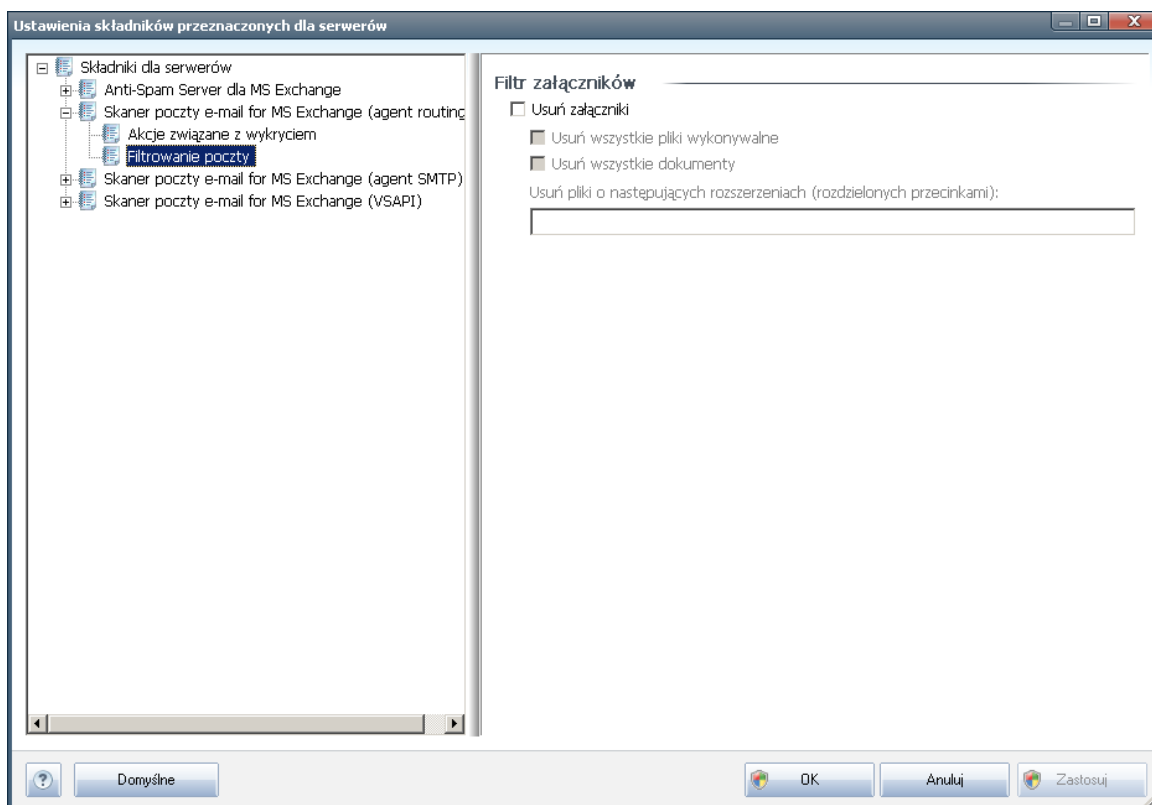 Ustawienia składników przeznaczonych dla serwerów
Składniki dla serwerów
Anti-Spam Server dla MS Exchange
Skaner poczty e-mail for MS Exchange (agent routing
Akcje związane z wykryciem
Filtrowanie poczty
Skaner poczty e-mail for MS Exchange (agent SMTP)
Skaner poczty e-mail for MS Exchange (VSAPI)
Filtr załączników
Usuń załączniki
Usuń wszystkie pliki wykonywalne
Usuń wszystkie dokumenty
Usuń pliki o następujących rozszerzeniach (rozdzielonych przecinkami):
Domyślne
OK
Anuluj
Zastosuj